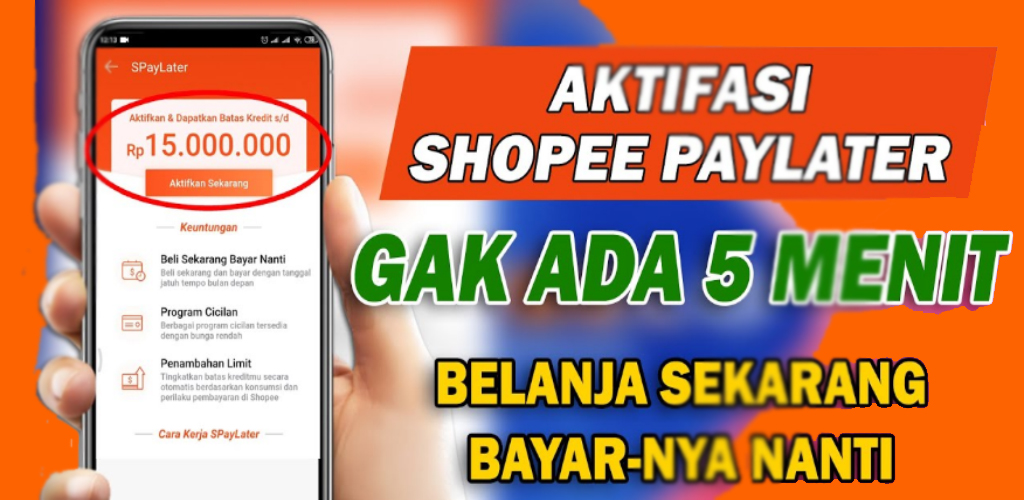 12:13
SPayLater
Aktifkan & Dapatkan Batas Kredit s/d
Rp15.000.000
Aktifkan Sekarang
Keuntungan
Beli Sekarang Bayar Nanti
Beli sekarang dan bayar dengan tanggal
jatuh tempo bulan depan
Program Cicilan
Berbagai program cicilan tersedia
dengan bunga rendah
Penambahan Limit
Tingkatkan batas kreditmu secara
otomatis berdasarkan konsumsi dan
perilaku pembayaran di Shopee
Cara Kerja SPayLater
AKTIFASI
SHOPEE PAYLATER
GAK ADA 5 MENIT
BELANJA SEKARANG
BAYAR-NYA NANTI